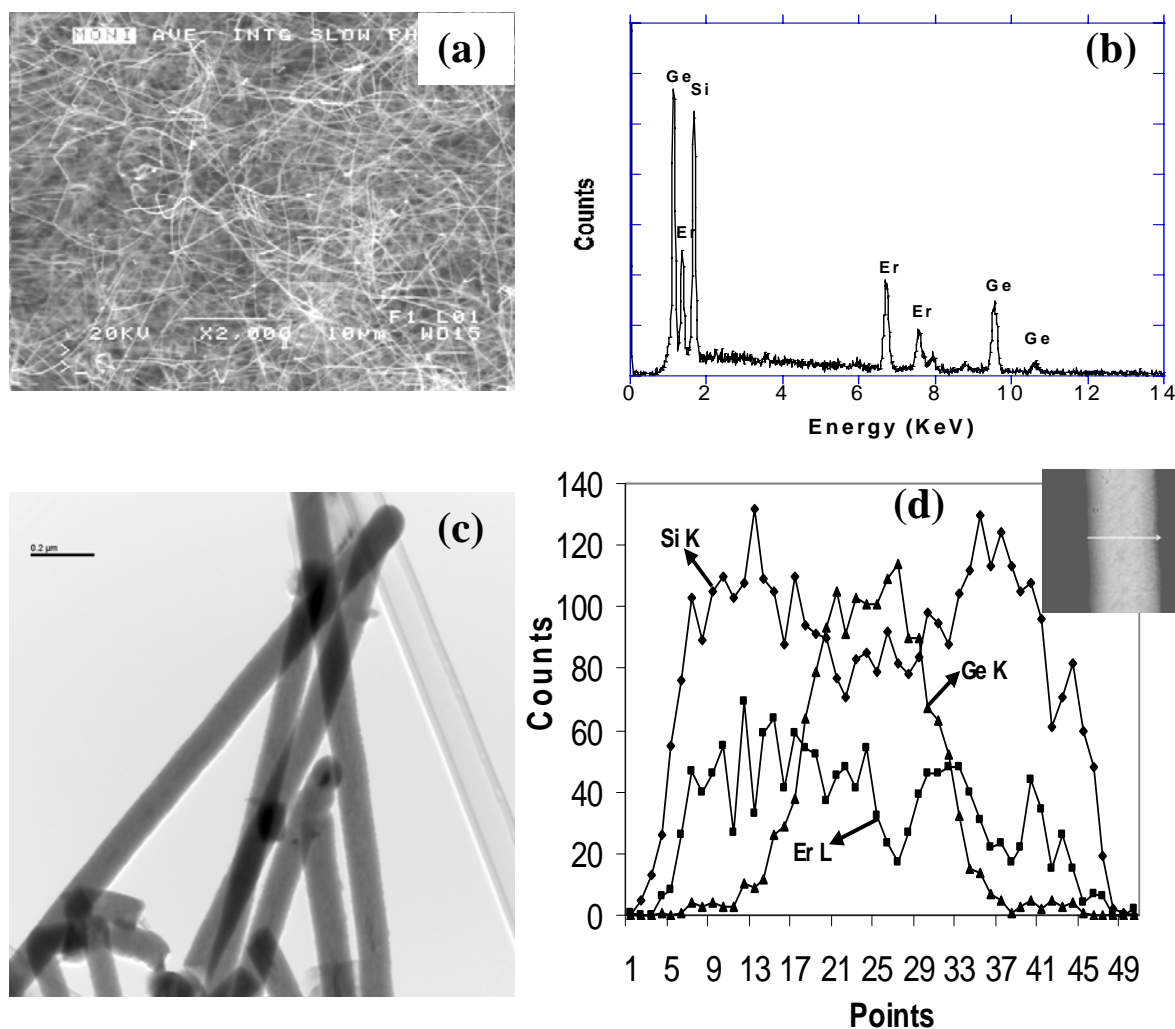 MONI AVE INTG SLOW PH
(a)
20KV X2,000 10µm WD15
F1 L01
(b)
Ge
Si
Er
Er
Er
Ge
Ge
Counts
0 2 4 6 8 10 12 14
Energy (KeV)
(c)
0.2 µm
(d)
140
120
100
80
60
40
20
0
Si K
Ge K
Er L
Counts
1 5 9 13 17 21 25 29 33 37 41 45 49
Points